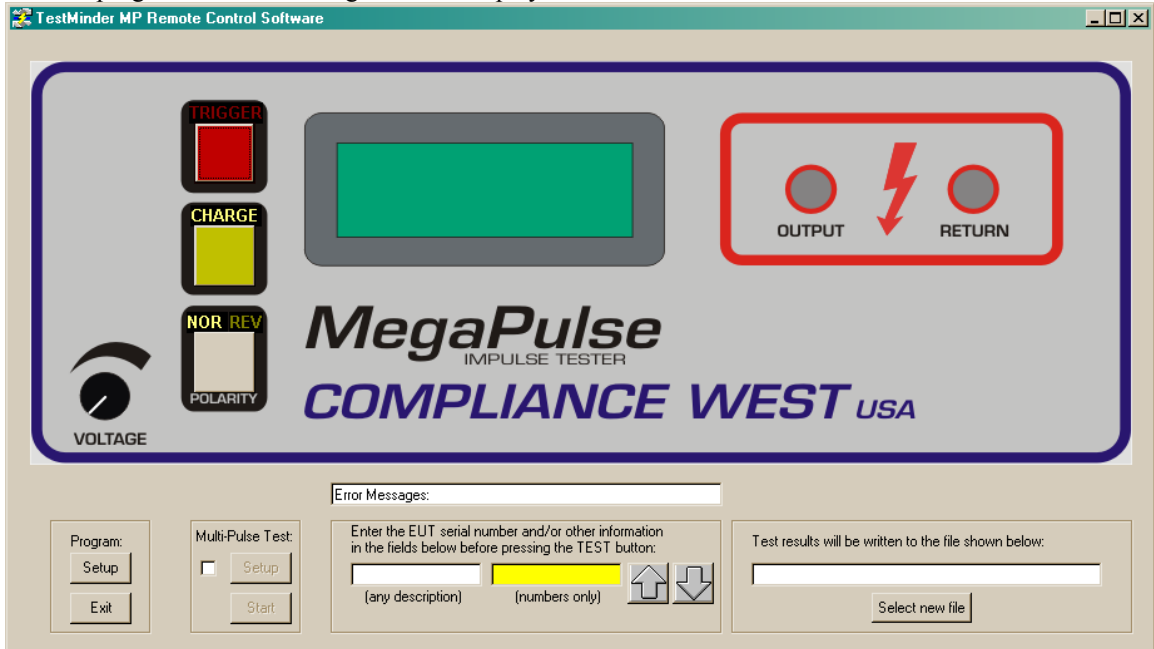 TestMinder MP Remote Control Software
TRIGGER
CHARGE
NOR REV
POLARITY
VOLTAGE
OUTPUT
RETURN
MegaPulse
IMPULSE TESTER
COMPLIANCE WEST USA
Error Messages:
Program:
Setup
Exit
Multi-Pulse Test:
Setup
Start
Enter the EUT serial number and/or other information
in the fields below before pressing the TEST button:
(any description)
(numbers only)
Test results will be written to the file shown below:
Select new file